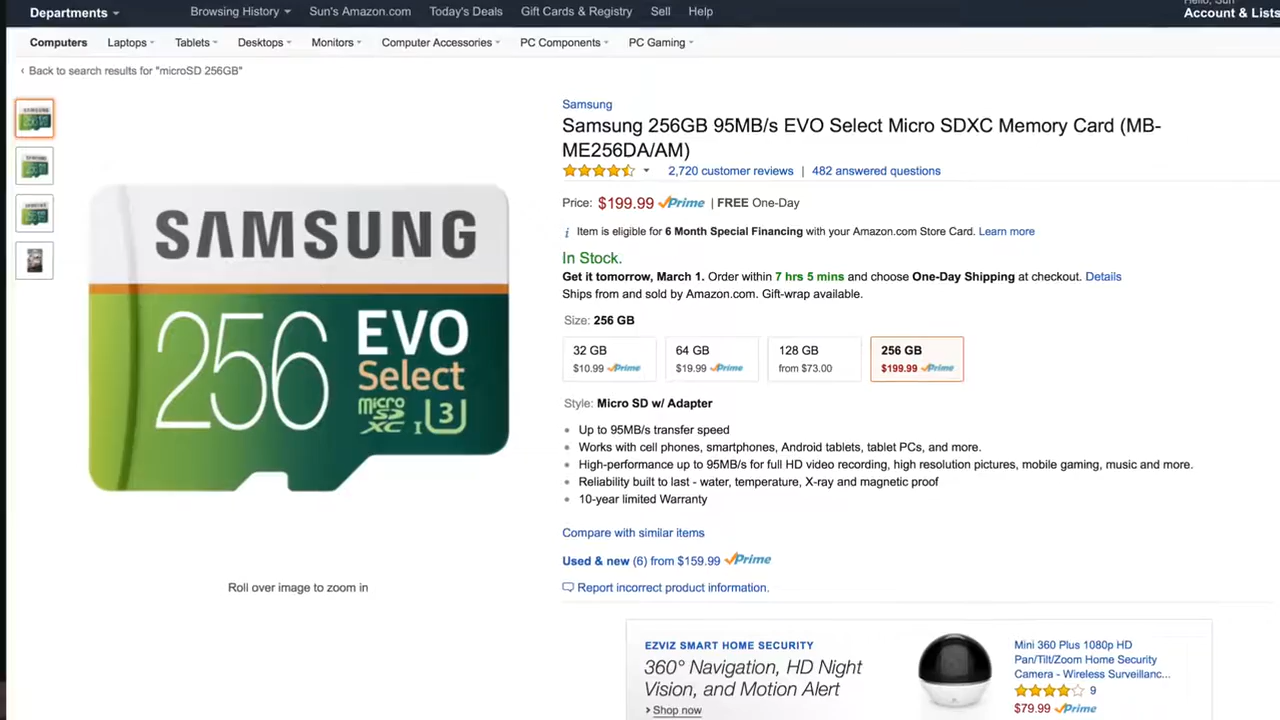 Departments
Browsing History
Sun's Amazon.com
Today's Deals
Gift Cards & Registry
Sell
Help
Hello, Sun
Account & Lists
Computers
Laptops
Tablets
Desktops
Monitors
Computer Accessories
PC Components
PC Gaming
‹ Back to search results for "microSD 256GB"
SAMSUNG
256
EVO
Select
micro
SD
XC I U3
Roll over image to zoom in
Samsung
Samsung 256GB 95MB/s EVO Select Micro SDXC Memory Card (MB-
ME256DA/AM)
2,720 customer reviews | 482 answered questions
Price: $199.99 Prime | FREE One-Day
i Item is eligible for 6 Month Special Financing with your Amazon.com Store Card. Learn more
In Stock.
Get it tomorrow, March 1. Order within 7 hrs 5 mins and choose One-Day Shipping at checkout. Details
Ships from and sold by Amazon.com. Gift-wrap available.
Size: 256 GB
32 GB
$10.99 Prime
64 GB
$19.99 Prime
128 GB
from $73.00
256 GB
$199.99 Prime
Style: Micro SD w/ Adapter
• Up to 95MB/s transfer speed
• Works with cell phones, smartphones, Android tablets, tablet PCs, and more.
• High-performance up to 95MB/s for full HD video recording, high resolution pictures, mobile gaming, music and more.
• Reliability built to last - water, temperature, X-ray and magnetic proof
• 10-year limited Warranty
Compare with similar items
Used & new (6) from $159.99 Prime
Report incorrect product information.
EZVIZ SMART HOME SECURITY
360° Navigation, HD Night
Vision, and Motion Alert
› Shop now
Mini 360 Plus 1080p HD
Pan/Tilt/Zoom Home Security
Camera - Wireless Surveillanc...
9
$79.99 Prime